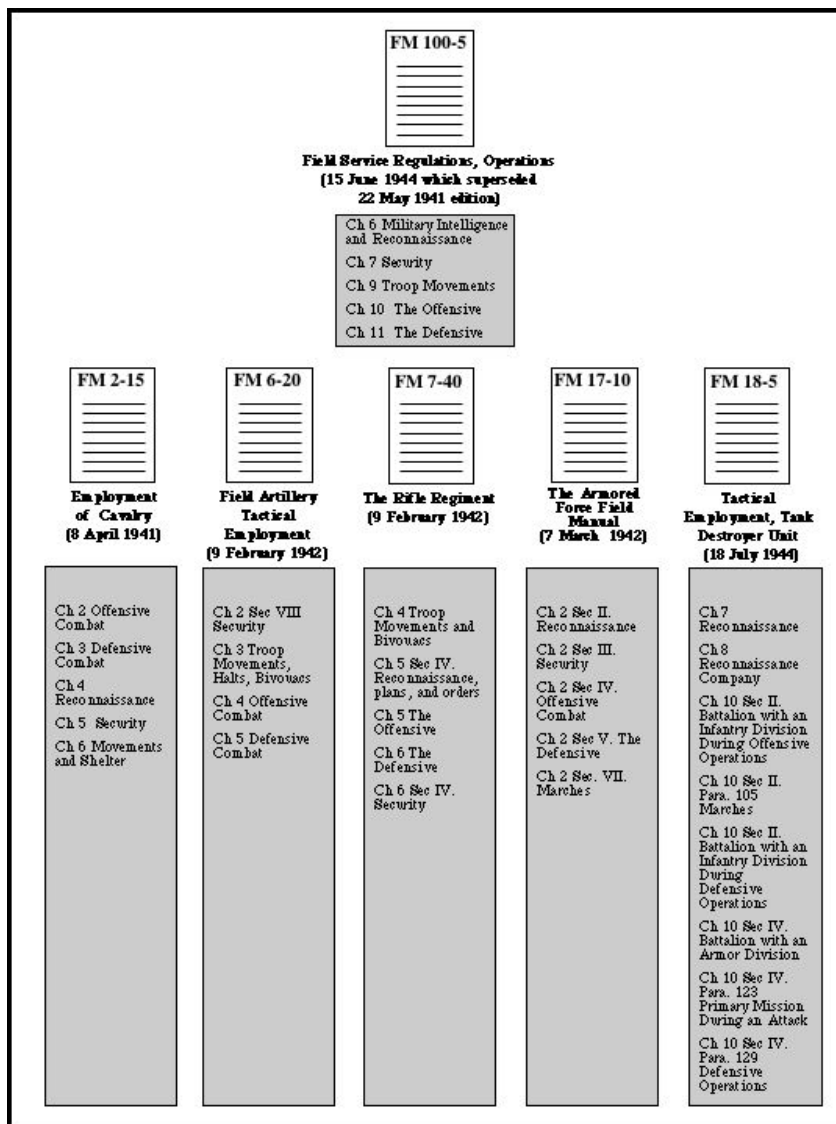 FM 100-5
Field Service Regulations, Operations
(15 June 1944 which superseded
22 May 1941 edition)
Ch 6 Military Intelligence
and Reconnaissance
Ch 7 Security
Ch 9 Troop Movements
Ch 10 The Offensive
Ch 11 The Defensive
FM 2-15
Employment
of Cavalry
(8 April 1941)
Ch 2 Offensive
Combat
Ch 3 Defensive
Combat
Ch 4
Reconnaissance
Ch 5 Security
Ch 6 Movements
and Shelter
FM 6-20
Field Artillery
Tactical
Employment
(9 February 1942)
Ch 2 Sec VIII
Security
Ch 3 Troop
Movements,
Halts, Bivouacs
Ch 4 Offensive
Combat
Ch 5 Defensive
Combat
FM 7-40
The Rifle Regiment
(9 February 1942)
Ch 4 Troop
Movements and
Bivouacs
Ch 5 Sec IV.
Reconnaissance,
plans, and orders
Ch 5 The
Offensive
Ch 6 The
Defensive
Ch 6 Sec IV.
Security
FM 17-10
The Armored
Force Field
Manual
(7 March 1942)
Ch 2 Sec II.
Reconnaissance
Ch 2 Sec III.
Security
Ch 2 Sec IV.
Offensive
Combat
Ch 2 Sec V. The
Defensive
Ch 2 Sec. VII.
Marches
FM 18-5
Tactical
Employment, Tank
Destroyer Unit
(18 July 1944)
Ch 7
Reconnaissance
Ch 8
Reconnaissance
Company
Ch 10 Sec II.
Battalion with an
Infantry Division
During Offensive
Operations
Ch 10 Sec II.
Para. 105
Marches
Ch 10 Sec II.
Battalion with an
Infantry Division
During
Defensive
Operations
Ch 10 Sec IV.
Battalion with an
Armor Division
Ch 10 Sec IV.
Para. 123
Primary Mission
During an Attack
Ch 10 Sec IV.
Para. 129
Defensive
Operations